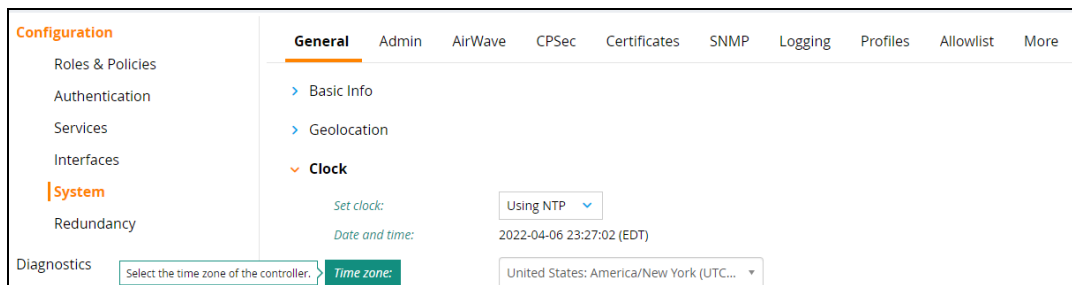 Configuration
Roles & Policies
Authentication
Services
Interfaces
System
Redundancy
Diagnostics
General Admin AirWave CPSec Certificates SNMP Logging Profiles Allowlist More
Basic Info
Geolocation
Clock
Set clock: Using NTP
Date and time: 2022-04-06 23:27:02 (EDT)
Select the time zone of the controller. Time zone: United States: America/New York (UTC...